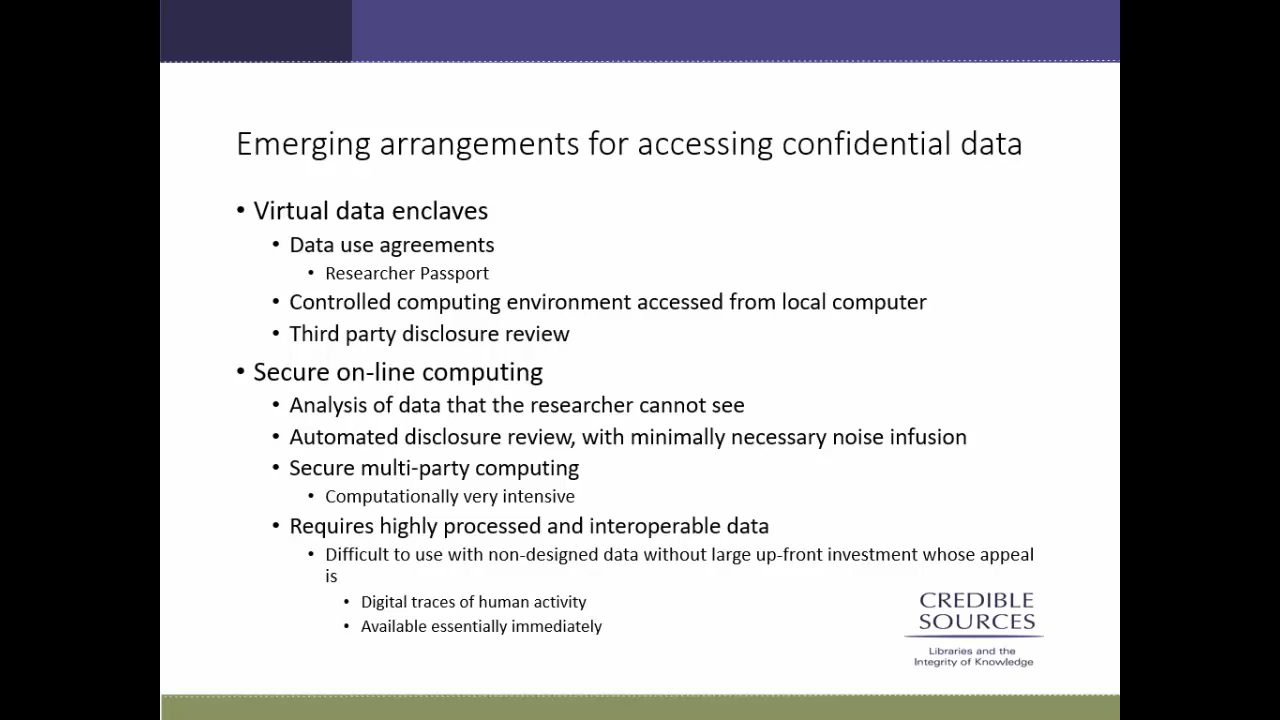 Emerging arrangements for accessing confidential data
• Virtual data enclaves
• Data use agreements
• Researcher Passport
• Controlled computing environment accessed from local computer
• Third party disclosure review
• Secure on-line computing
• Analysis of data that the researcher cannot see
• Automated disclosure review, with minimally necessary noise infusion
• Secure multi-party computing
• Computationally very intensive
• Requires highly processed and interoperable data
• Difficult to use with non-designed data without large up-front investment whose appeal
is
• Digital traces of human activity
• Available essentially immediately
CREDIBLE
SOURCES
Libraries and the
Integrity of Knowledge